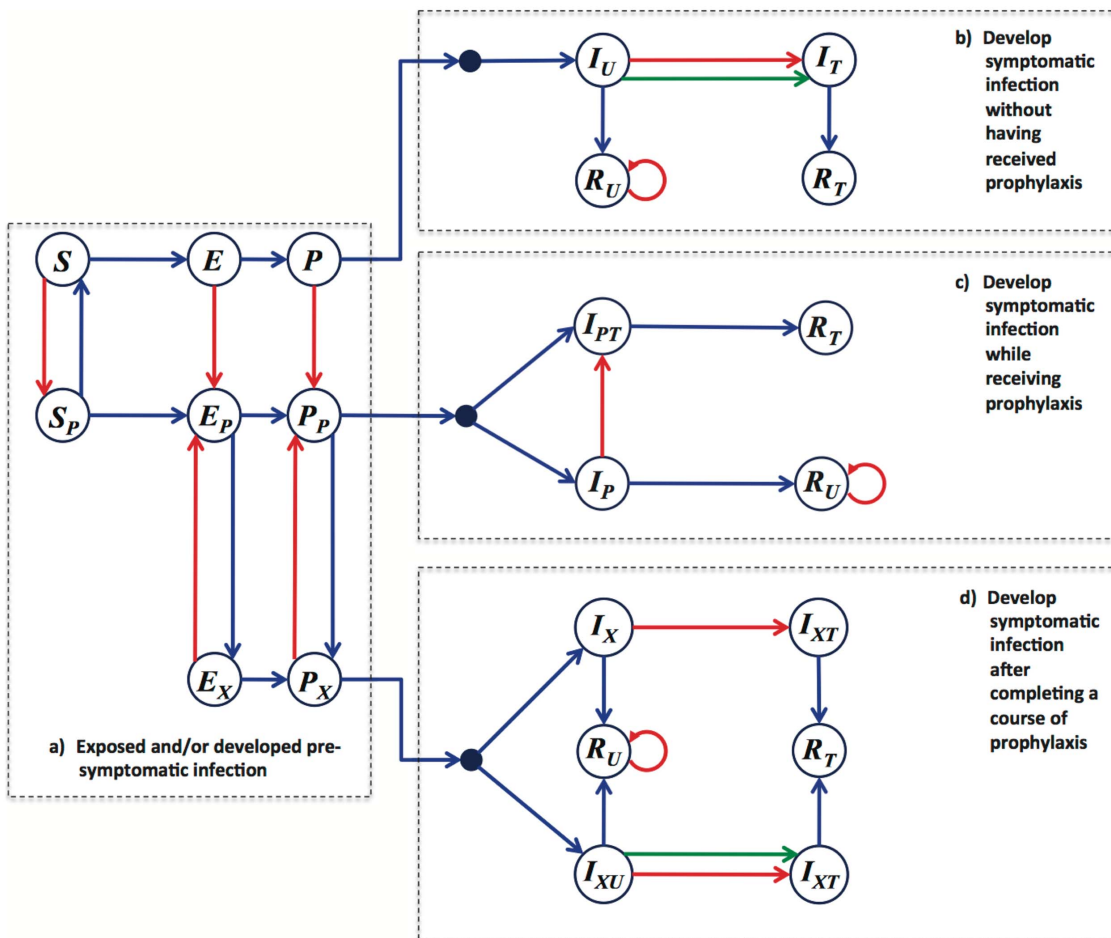 b) Develop
symptomatic
infection
without
having
received
prophylaxis
I_U
I_T
R_U
R_T
S
E
P
S_P
E_P
P_P
E_X
P_X
a) Exposed and/or developed pre-
symptomatic infection
c) Develop
symptomatic
infection
while
receiving
prophylaxis
I_PT
R_T
I_P
R_U
d) Develop
symptomatic
infection
after
completing a
course of
prophylaxis
I_X
I_XT
R_U
R_T
I_XU
I_XT